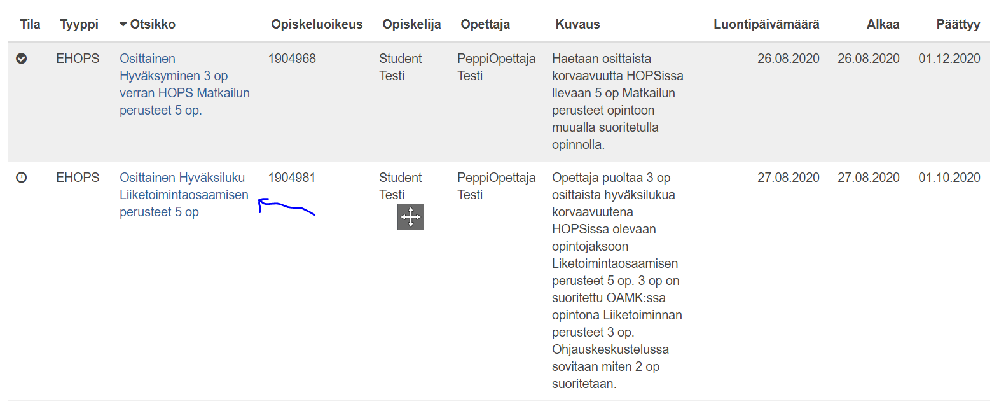 Tila Tyyppi Otsikko Opiskeluoikeus Opiskelija Opettaja Kuvaus Luontipäivämäärä Alkaa Päättyy
EHOPS Osittainen 1904968 Student PeppiOpettaja Haetaan osittaista 26.08.2020 26.08.2020 01.12.2020
Hyväksyminen 3 op Testi Testi korvaavuutta HOPSissa
verran HOPS Matkailun llevaan 5 op Matkailun
perusteet 5 op. perusteet opintoon
muualla suoritetulla
opinnolla.
EHOPS Osittainen Hyväksiluku 1904981 Student PeppiOpettaja Opettaja puoltaa 3 op 27.08.2020 27.08.2020 01.10.2020
Liiketoimintaosaamisen Testi Testi osittaista hyväksilukua
perusteet 5 op korvaavuutena
HOPSissa olevaan
opintojaksoon
Liketoimintaosaamisen
perusteet 5 op. 3 op on
suoritettu OAMK:ssa
opintona Liiketoiminnan
perusteet 3 op.
Ohjauskeskustelussa
sovitaan miten 2 op
suoritetaan.